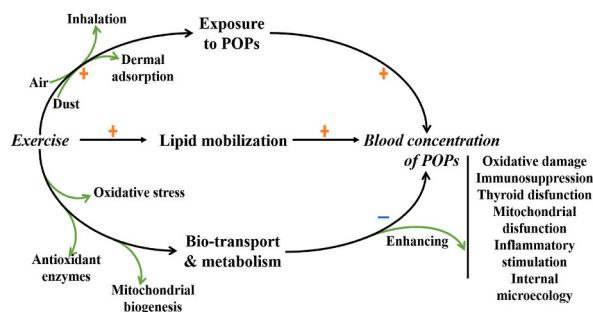 Inhalation
Exposure
to POPs
Dermal
adsorption
Air
Dust
+
+
Exercise
+
Lipid mobilization
+
Blood concentration
of POPs
Oxidative damage
Immunosuppression
Thyroid disfunction
Mitochondrial
disfunction
Inflammatory
stimulation
Internal
microecology
Oxidative stress
−
Enhancing
Bio-transport
& metabolism
Antioxidant
enzymes
Mitochondrial
biogenesis